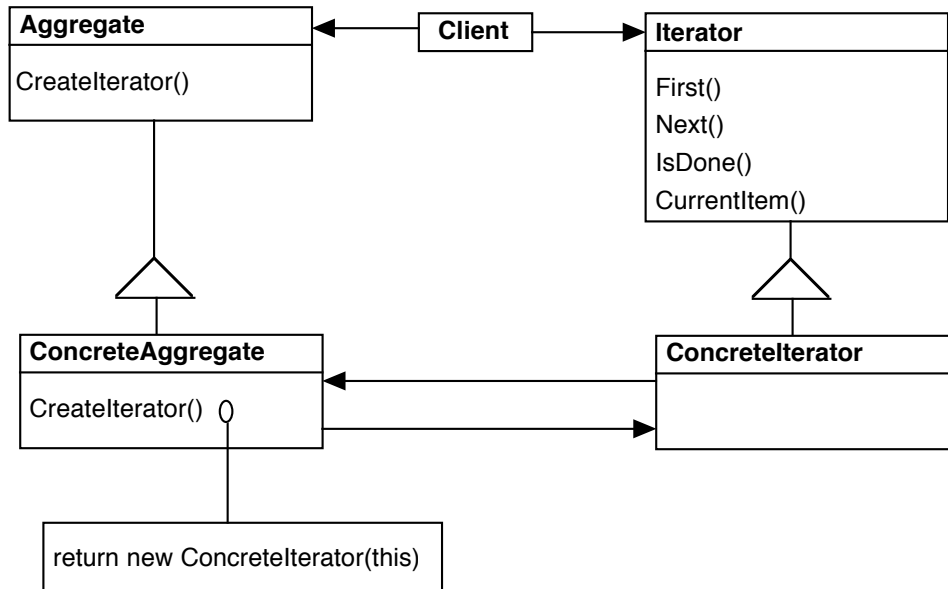 Aggregate
CreateIterator()
Client
Iterator
First()
Next()
IsDone()
CurrentItem()
ConcreteAggregate
CreateIterator()
ConcreteIterator
return new ConcreteIterator(this)